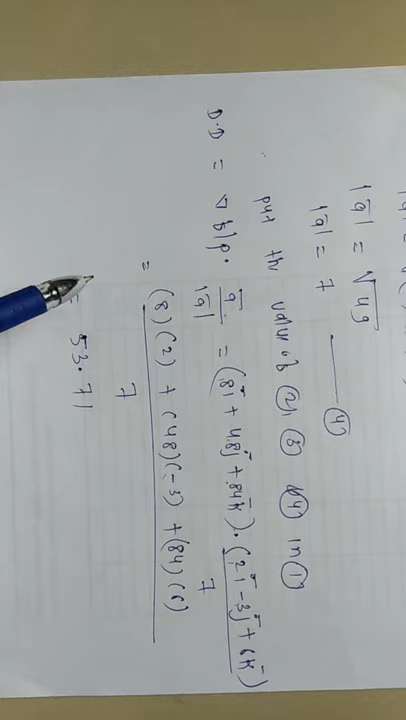 |a̅| = √49
|a̅| = 7 —— (4)
put th value of (2), (3) & (4) in (1)
D.D = ∇φ|p. a̅/|a̅| = (8i̅ + 48j̅ + 84k̅) · (2i̅ - 3j̅ + 6k̅) / 7
= (8)(2) + (48)(-3) + (84)(6) / 7
= 53.71